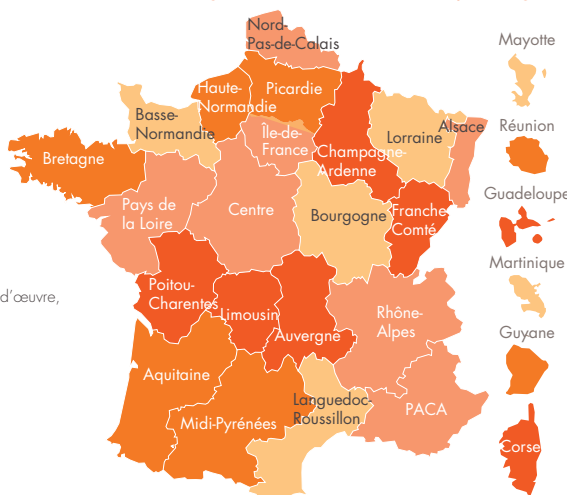 Nord-
Pas-de-Calais
Mayotte
Haute-
Normandie
Picardie
Basse-
Normandie
Île-de-
France
Lorraine
Alsace
Réunion
Bretagne
Champagne-
Ardenne
Pays de
la Loire
Centre
Bourgogne
Franche
Comté
Guadeloupe
Martinique
d'œuvre,
Poitou-
Charentes
Limousin
Auvergne
Rhône-
Alpes
Guyane
Aquitaine
Midi-Pyrénées
Languedoc-
Roussillon
PACA
Corse